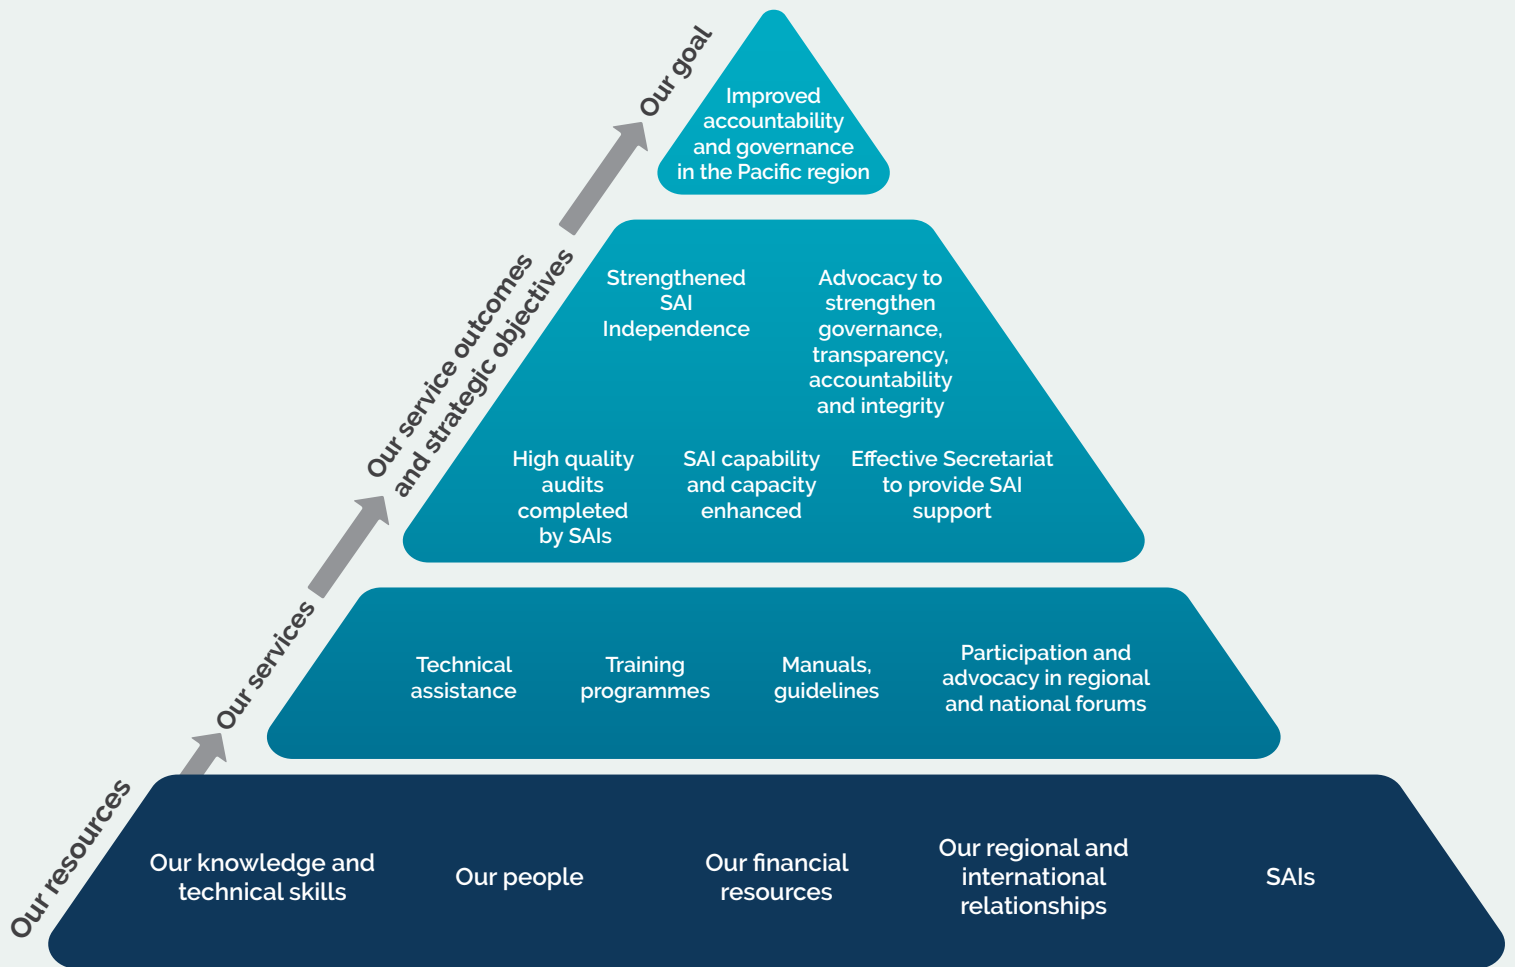 Our goal
Improved
accountability
and governance
in the Pacific region
Our service outcomes
and strategic objectives
Strengthened
SAI
Independence
Advocacy to
strengthen
governance,
transparency,
accountability
and integrity
High quality
audits
completed
by SAIs
SAI capability
and capacity
enhanced
Effective Secretariat
to provide SAI
support
Our services
Technical
assistance
Training
programmes
Manuals,
guidelines
Participation and
advocacy in regional
and national forums
Our resources
Our knowledge and
technical skills
Our people
Our financial
resources
Our regional and
international
relationships
SAIs